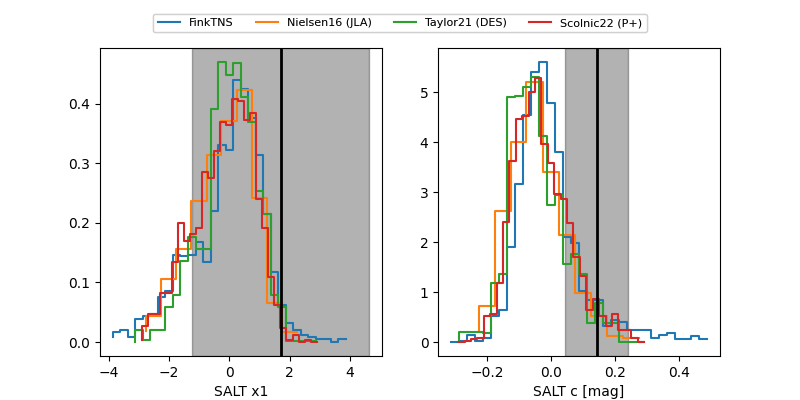 FinkTNS Nielsen16 (JLA) Taylor21 (DES) Scolnic22 (P+)
0.4
0.3
0.2
0.1
0.0
−4 −2 0 2 4
SALT x1
5
4
3
2
1
0
−0.2 0.0 0.2 0.4
SALT c [mag]